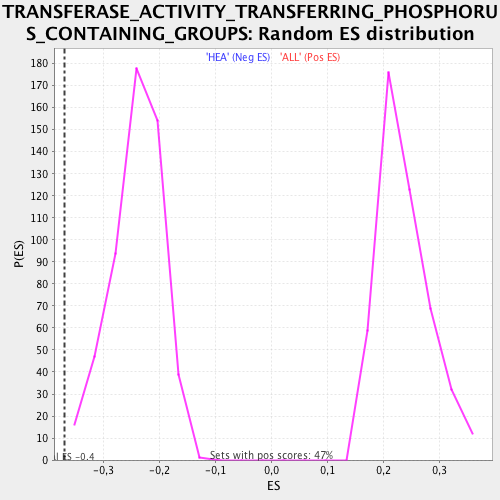 TRANSFERASE_ACTIVITY_TRANSFERRING_PHOSPHORU
S_CONTAINING_GROUPS: Random ES distribution
'HEA' (Neg ES) 'ALL' (Pos ES)
180
170
160
150
140
130
120
110
100
90
80
70
60
50
40
30
20
10
0
P(ES)
ES -0.4
Sets with pos scores: 47%
-0,3 -0,2 -0,1 0,0 0,1 0,2 0,3
ES